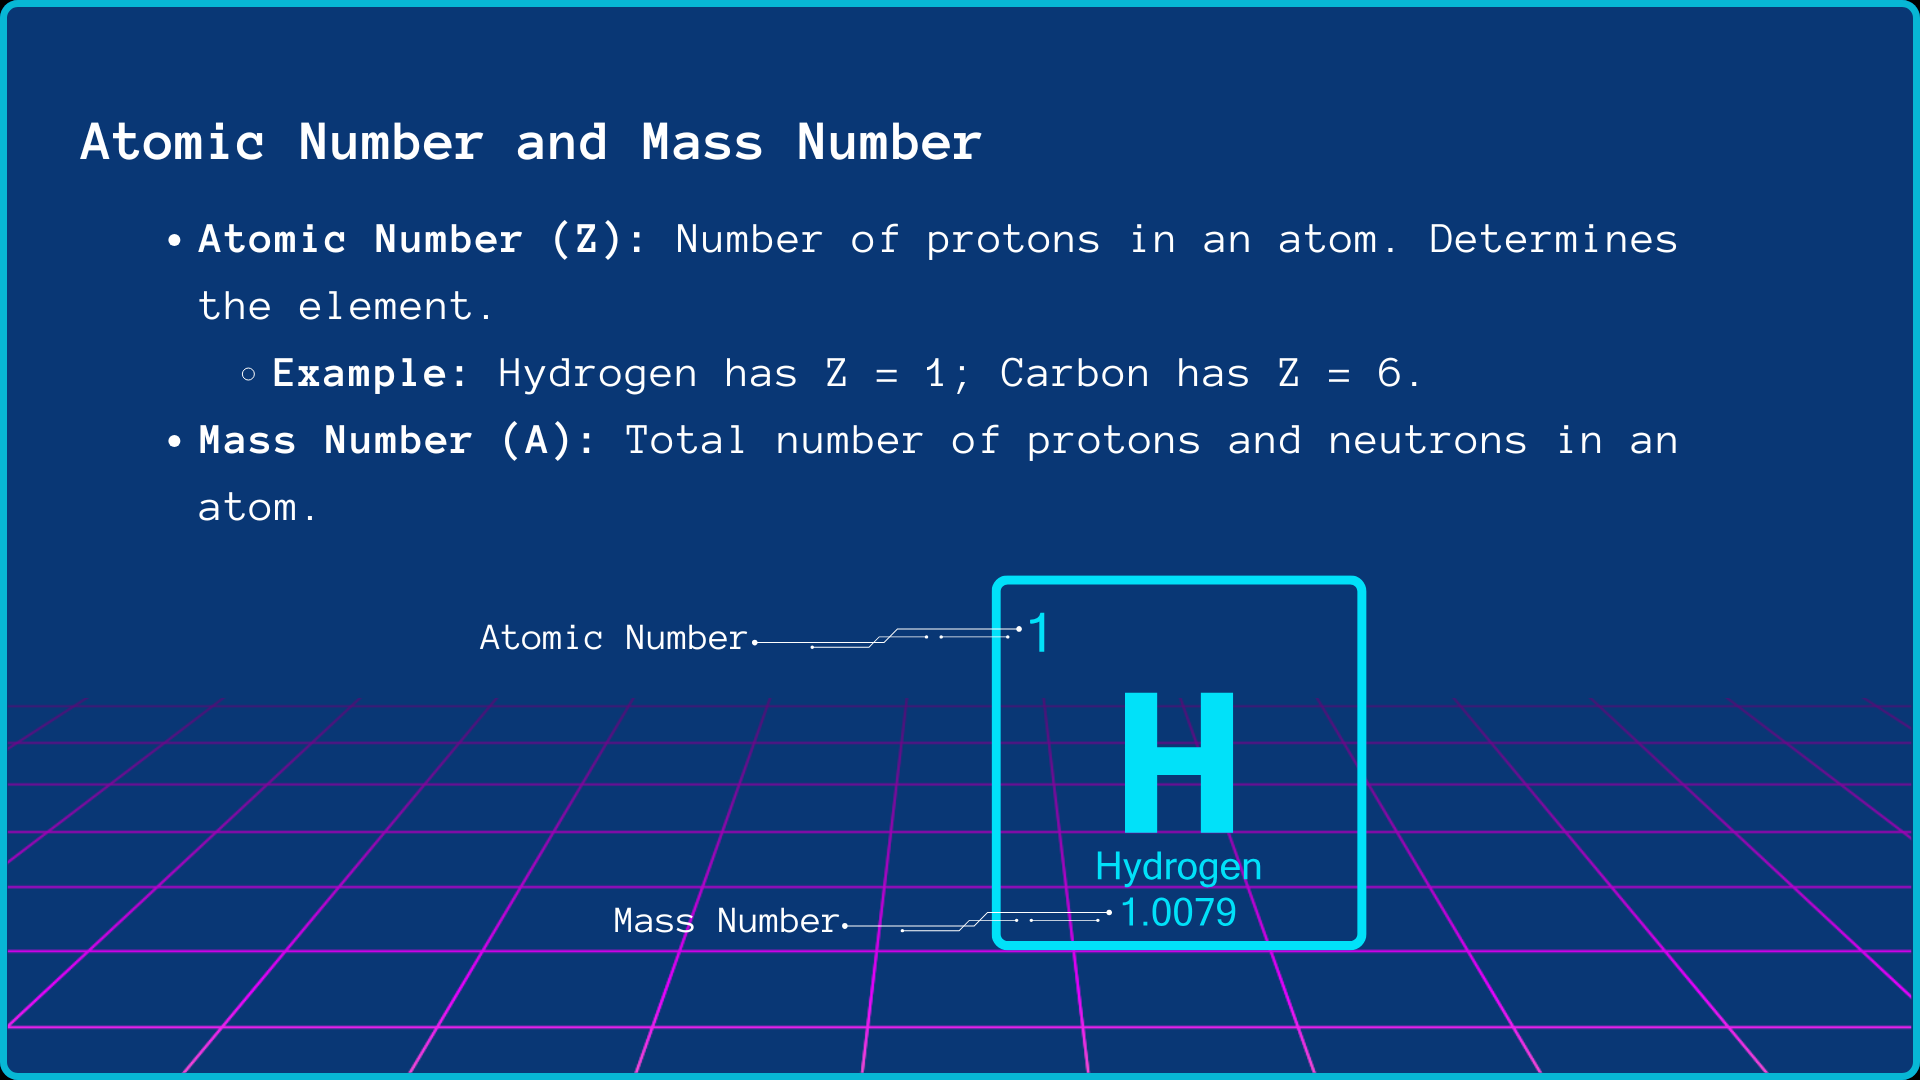 Atomic Number and Mass Number
• Atomic Number (Z): Number of protons in an atom. Determines
the element.
○ Example: Hydrogen has Z = 1; Carbon has Z = 6.
• Mass Number (A): Total number of protons and neutrons in an
atom.
Atomic Number
1
H
Hydrogen
Mass Number
1.0079